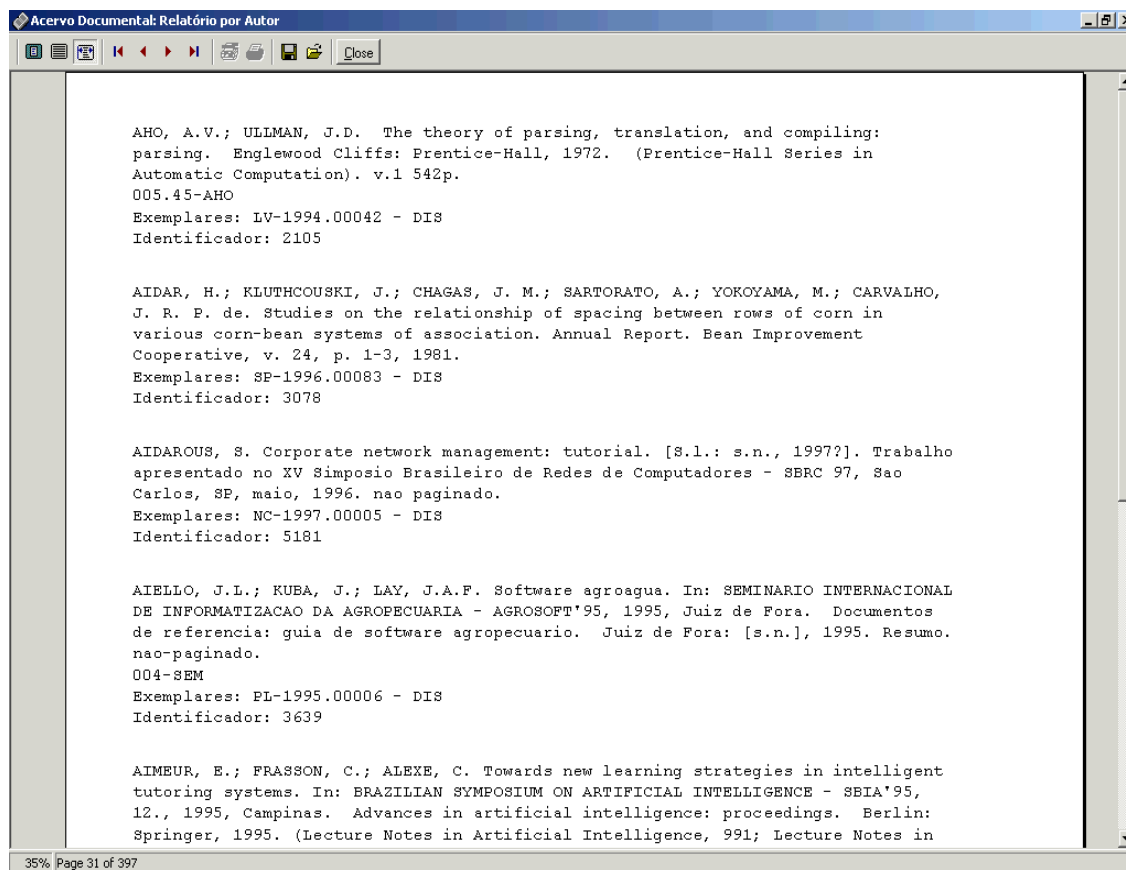 Acervo Documental: Relatório por Autor
Close
AHO, A.V.; ULLMAN, J.D.  The theory of parsing, translation, and compiling:
parsing.  Englewood Cliffs: Prentice-Hall, 1972.  (Prentice-Hall Series in
Automatic Computation). v.1 542p.
005.45-AHO
Exemplares: LV-1994.00042 - DIS
Identificador: 2105
AIDAR, H.; KLUTHCOUSKI, J.; CHAGAS, J. M.; SARTORATO, A.; YOKOYAMA, M.; CARVALHO,
J. R. P. de. Studies on the relationship of spacing between rows of corn in
various corn-bean systems of association. Annual Report. Bean Improvement
Cooperative, v. 24, p. 1-3, 1981.
Exemplares: SP-1996.00083 - DIS
Identificador: 3078
AIDAROUS, S. Corporate network management: tutorial. [S.l.: s.n., 1997?]. Trabalho
apresentado no XV Simposio Brasileiro de Redes de Computadores - SBRC 97, Sao
Carlos, SP, maio, 1996. nao paginado.
Exemplares: NC-1997.00005 - DIS
Identificador: 5181
AIELLO, J.L.; KUBA, J.; LAY, J.A.F. Software agroagua. In: SEMINARIO INTERNACIONAL
DE INFORMATIZACAO DA AGROPECUARIA - AGROSOFT'95, 1995, Juiz de Fora.  Documentos
de referencia: guia de software agropecuario.  Juiz de Fora: [s.n.], 1995. Resumo.
nao-paginado.
004-SEM
Exemplares: PL-1995.00006 - DIS
Identificador: 3639
AIMEUR, E.; FRASSON, C.; ALEXE, C. Towards new learning strategies in intelligent
tutoring systems. In: BRAZILIAN SYMPOSIUM ON ARTIFICIAL INTELLIGENCE - SBIA'95,
12., 1995, Campinas.  Advances in artificial intelligence: proceedings.  Berlin:
Springer, 1995. (Lecture Notes in Artificial Intelligence, 991; Lecture Notes in
35% Page 31 of 397